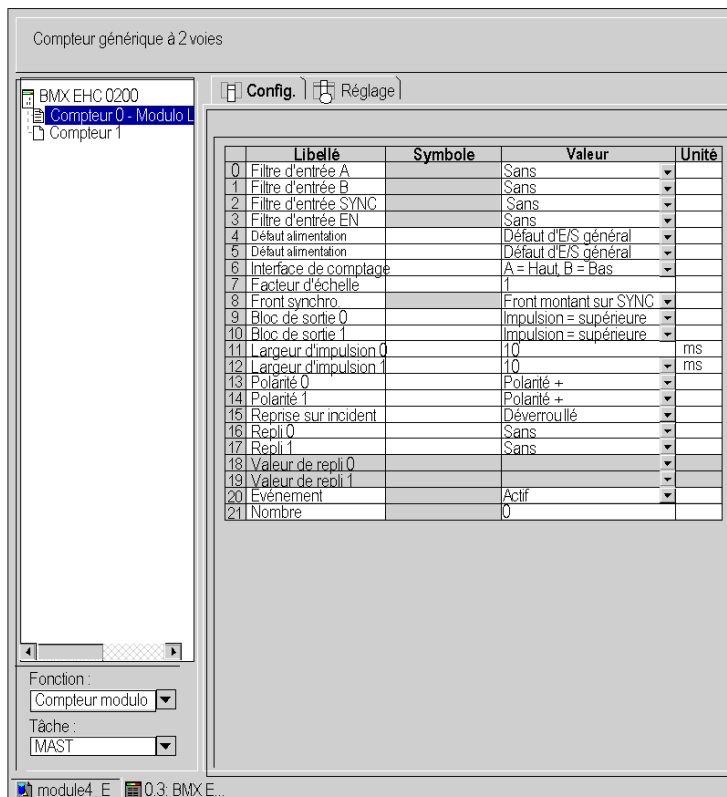 Compteur générique à 2 voies
BMX EHC 0200
Compteur 0 - Modulo L
Compteur 1
Config. Réglage
Libellé Symbole Valeur Unité
0 Filtre d'entrée A Sans
1 Filtre d'entrée B Sans
2 Filtre d'entrée SYNC Sans
3 Filtre d'entrée EN Sans
4 Défaut alimentation Défaut d'E/S général
5 Défaut alimentation Défaut d'E/S général
6 Interface de comptage A = Haut, B = Bas
7 Facteur d'échelle 1
8 Front synchro. Front montant sur SYNC
9 Bloc de sortie 0 Impulsion = supérieure
10 Bloc de sortie 1 Impulsion = supérieure
11 Largeur d'impulsion 0 10 ms
12 Largeur d'impulsion 1 10 ms
13 Polarité 0 Polarité +
14 Polarité 1 Polarité +
15 Reprise sur incident Déverrouillé
16 Repli 0 Sans
17 Repli 1 Sans
18 Valeur de repli 0
19 Valeur de repli 1
20 Evénement Actif
21 Nombre 0
Fonction :
Compteur modulo
Tâche :
MAST
module4_E 0.3: BMX E...